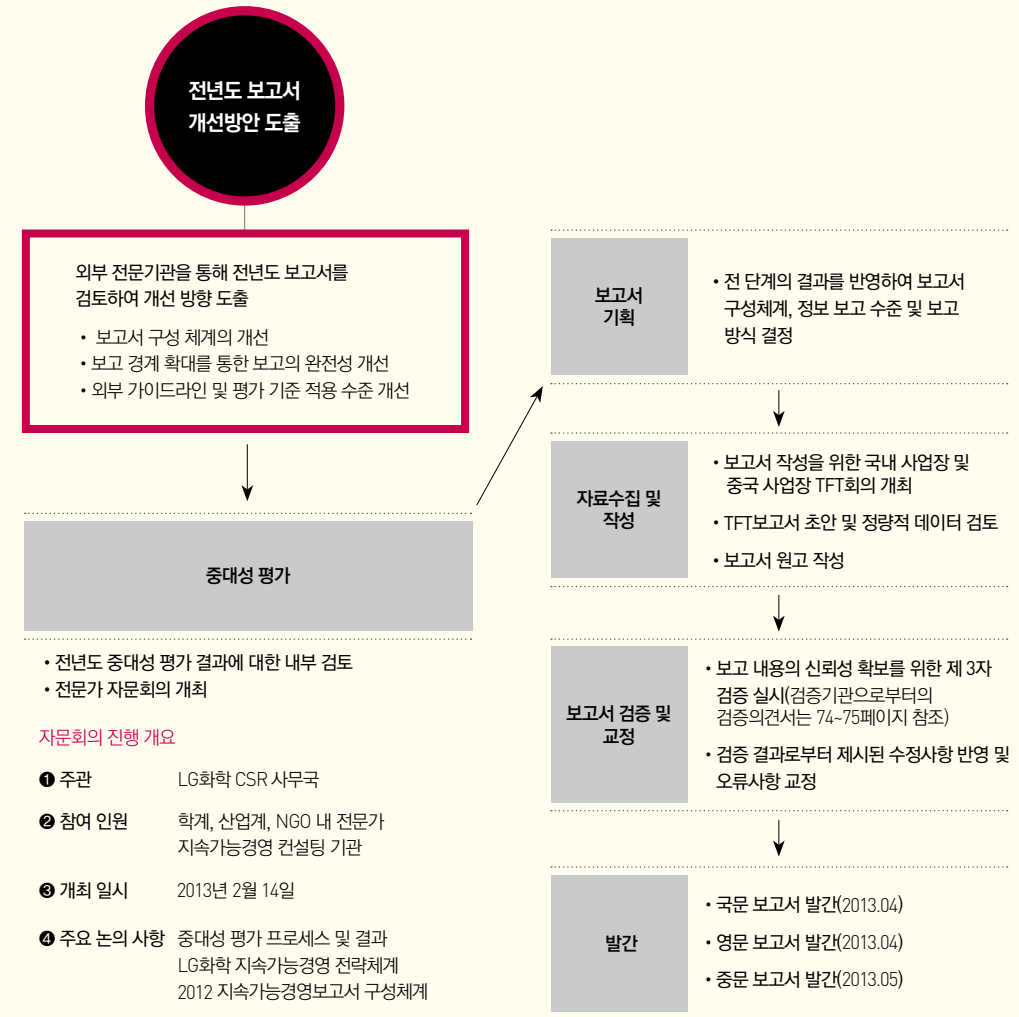 전년도 보고서
개선방안 도출
외부 전문기관을 통해 전년도 보고서를
검토하여 개선 방향 도출
• 보고서 구성 체계의 개선
• 보고 경계 확대를 통한 보고의 완전성 개선
• 외부 가이드라인 및 평가 기준 적용 수준 개선
중대성 평가
• 전년도 중대성 평가 결과에 대한 내부 검토
• 전문가 자문회의 개최
자문회의 진행 개요
❶ 주관 LG화학 CSR 사무국
❷ 참여 인원 학계, 산업계, NGO 내 전문가
지속가능경영 컨설팅 기관
❸ 개최 일시 2013년 2월 14일
❹ 주요 논의 사항 중대성 평가 프로세스 및 결과
LG화학 지속가능경영 전략체계
2012 지속가능경영보고서 구성체계
보고서
기획
• 전 단계의 결과를 반영하여 보고서
구성체계, 정보 보고 수준 및 보고
방식 결정
자료수집 및
작성
• 보고서 작성을 위한 국내 사업장 및
중국 사업장 TFT회의 개최
• TFT보고서 초안 및 정량적 데이터 검토
• 보고서 원고 작성
보고서 검증 및
교정
• 보고 내용의 신뢰성 확보를 위한 제 3자
검증 실시(검증기관으로부터의
검증의견서는 74~75페이지 참조)
• 검증 결과로부터 제시된 수정사항 반영 및
오류사항 교정
발간
• 국문 보고서 발간(2013.04)
• 영문 보고서 발간(2013.04)
• 중문 보고서 발간(2013.05)